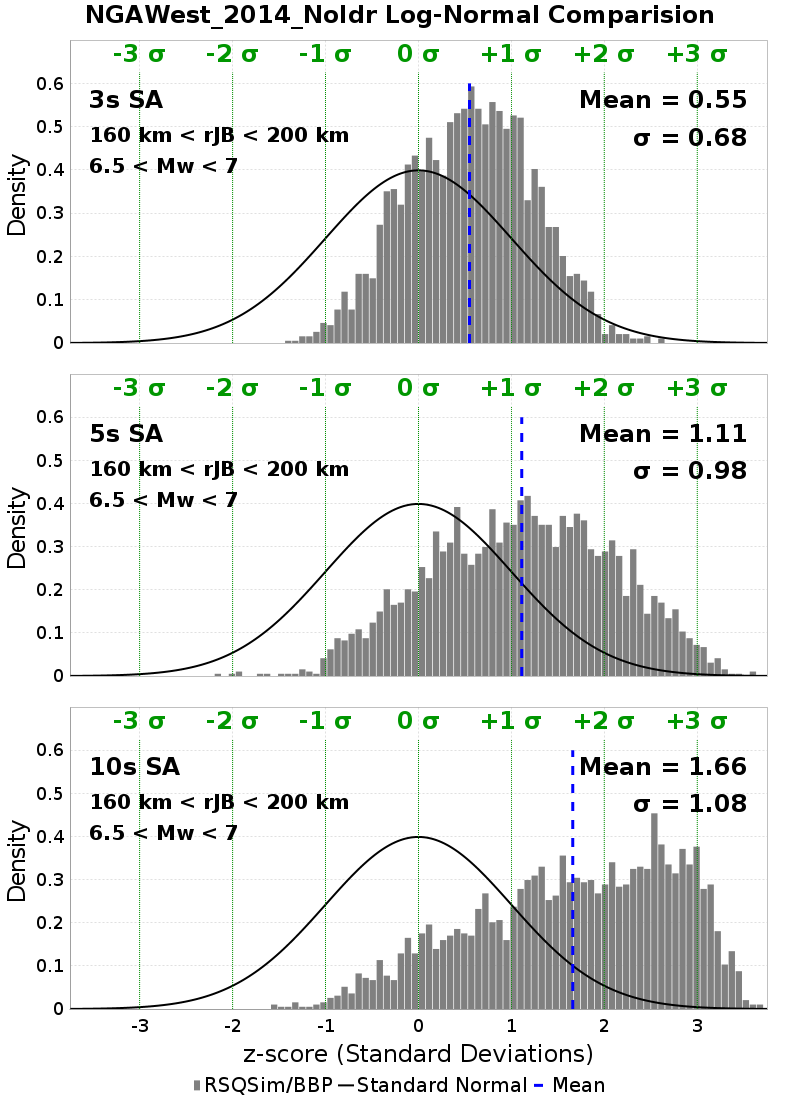 NGAWest_2014_NoIdr Log-Normal Comparision
-3 σ -2 σ -1 σ 0 σ +1 σ +2 σ +3 σ
3s SA
160 km < rJB < 200 km
6.5 < Mw < 7
Mean = 0.55
σ = 0.68
Density
0.6
0.5
0.4
0.3
0.2
0.1
0
-3 σ -2 σ -1 σ 0 σ +1 σ +2 σ +3 σ
5s SA
160 km < rJB < 200 km
6.5 < Mw < 7
Mean = 1.11
σ = 0.98
Density
0.6
0.5
0.4
0.3
0.2
0.1
0
-3 σ -2 σ -1 σ 0 σ +1 σ +2 σ +3 σ
10s SA
160 km < rJB < 200 km
6.5 < Mw < 7
Mean = 1.66
σ = 1.08
Density
0.6
0.5
0.4
0.3
0.2
0.1
0
-3 -2 -1 0 1 2 3
z-score (Standard Deviations)
RSQSim/BBP Standard Normal Mean